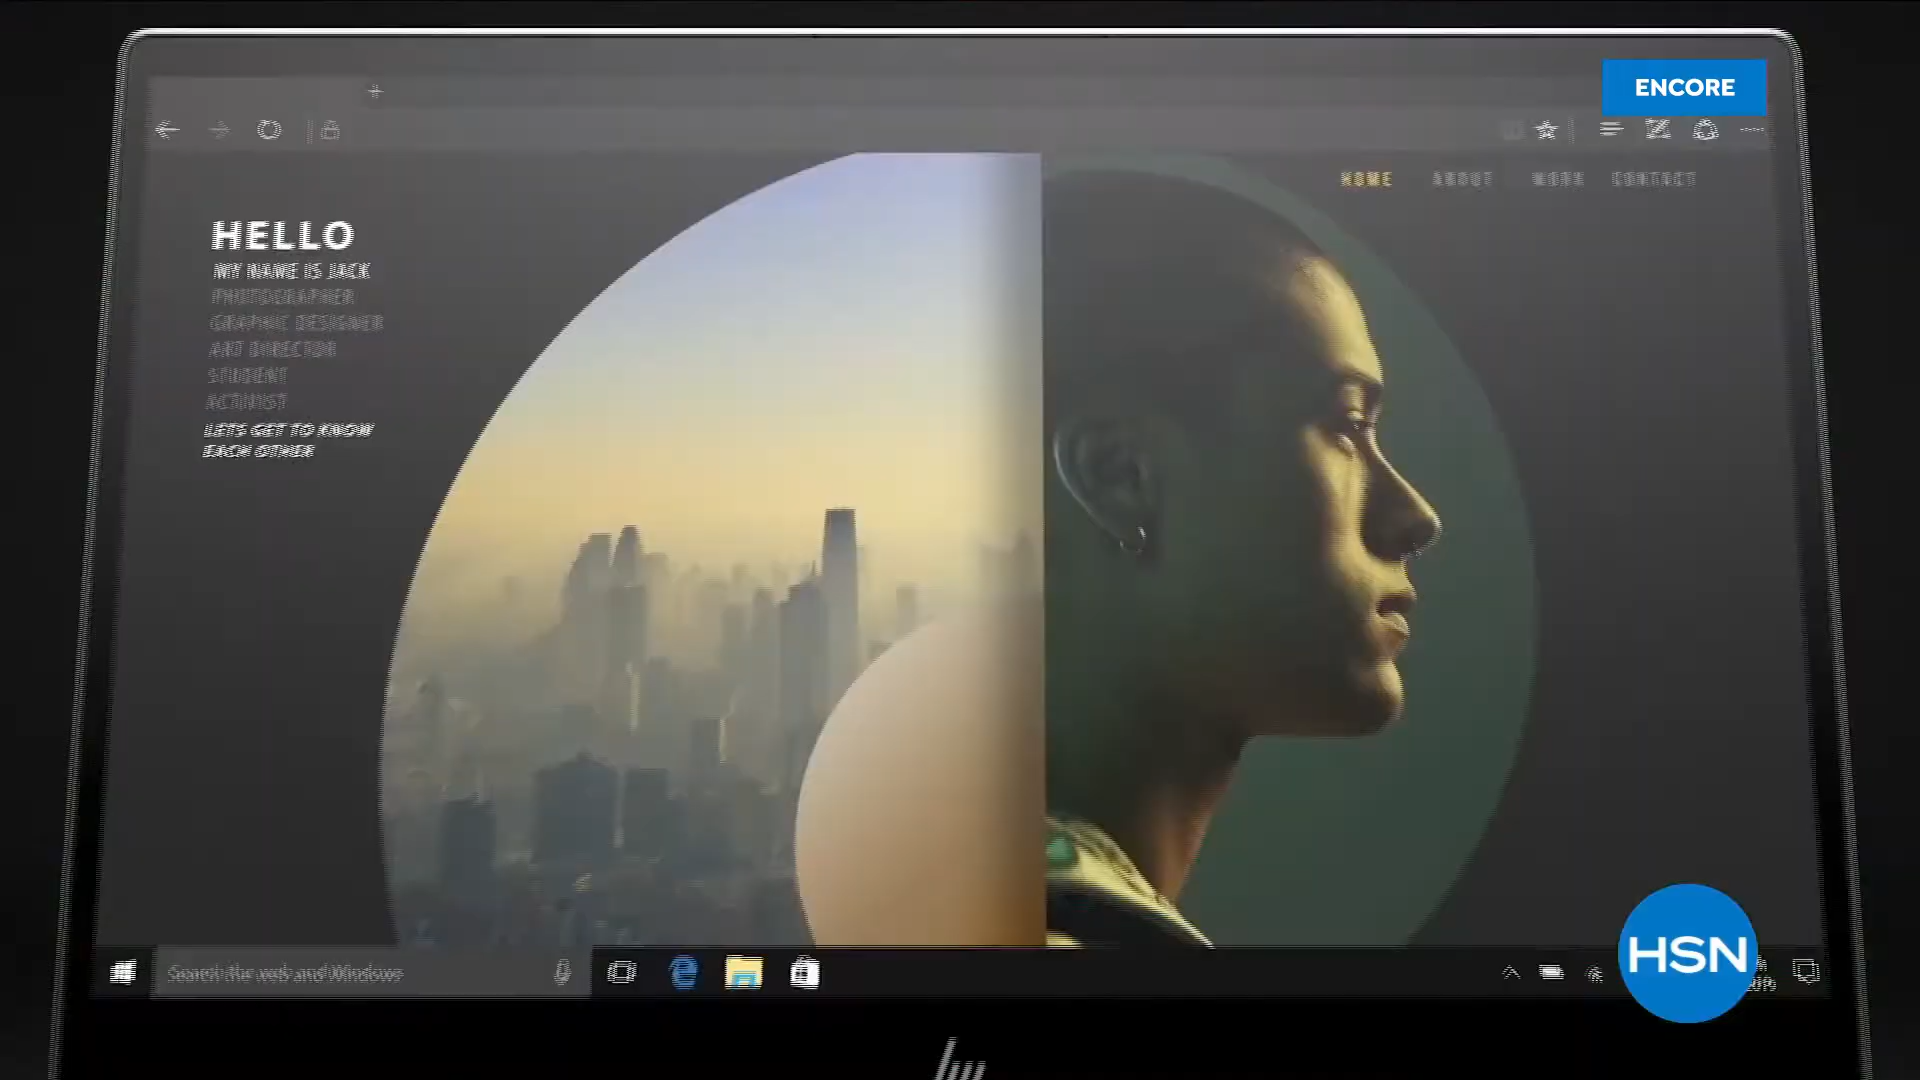 ENCORE
HOME ABOUT WORK CONTACT
HELLO
MY NAME IS JACK
PHOTOGRAPHER
GRAPHIC DESIGNER
ART DIRECTOR
STUDENT
ACTIVIST
LETS GET TO KNOW
EACH OTHER
Search the web and Windows
HSN
hp